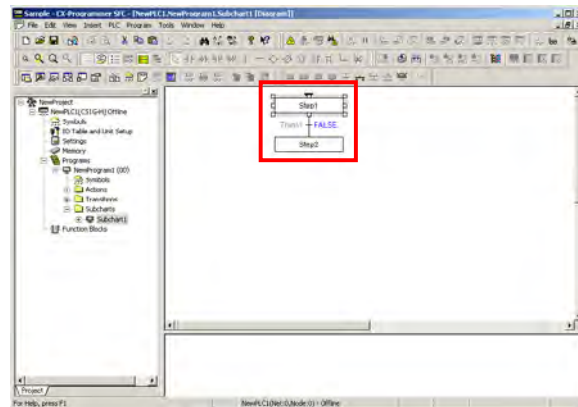 Sample - CX-Programmer SFC - [NewPLC1.NewProgram1.Subchart1 [Diagram]]
File Edit View Insert PLC Program Tools Window Help
NewProject
NewPLC1[CS1G-H] Offline
Symbols
IO Table and Unit Setup
Settings
Memory
Programs
NewProgram1 (00)
Symbols
Actions
Transitions
Subcharts
Subchart1
Function Blocks
Step1
Trans1 FALSE.
Step2
Project
For Help, press F1
NewPLC1(Net:0,Node:0) - Offline